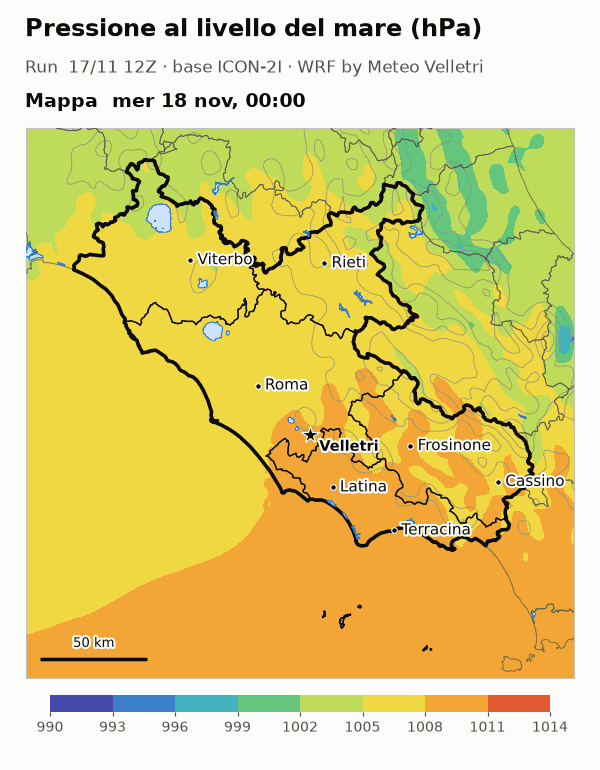 Pressione al livello del mare (hPa)
Run 17/11 12Z · base ICON-2I · WRF by Meteo Velletri
Mappa mer 18 nov, 00:00
Viterbo
Rieti
Roma
Velletri
Frosinone
Cassino
Latina
Terracina
50 km
990 993 996 999 1002 1005 1008 1011 1014